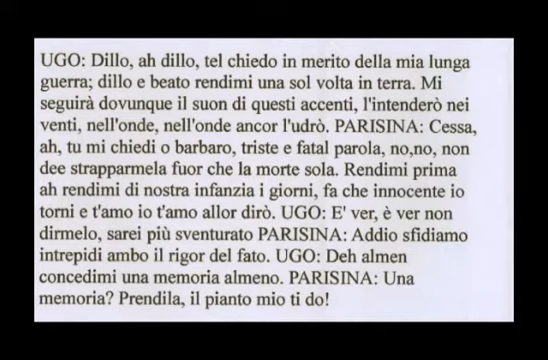 UGO: Dillo, ah dillo, tel chiedo in merito della mia lunga
guerra; dillo e beato rendimi una sol volta in terra. Mi
seguirà dovunque il suon di questi accenti, l'intenderò nei
venti, nell'onde, nell'onde ancor l'udrò. PARISINA: Cessa,
ah, tu mi chiedi o barbaro, triste e fatal parola, no,no, non
dee strapparmela fuor che la morte sola. Rendimi prima
ah rendimi di nostra infanzia i giorni, fa che innocente io
torni e t'amo io t'amo allor dirò. UGO: E' ver, è ver non
dirmelo, sarei più sventurato PARISINA: Addio sfidiamo
intrepidi ambo il rigor del fato. UGO: Deh almen
concedimi una memoria almeno. PARISINA: Una
memoria? Prendila, il pianto mio ti do!